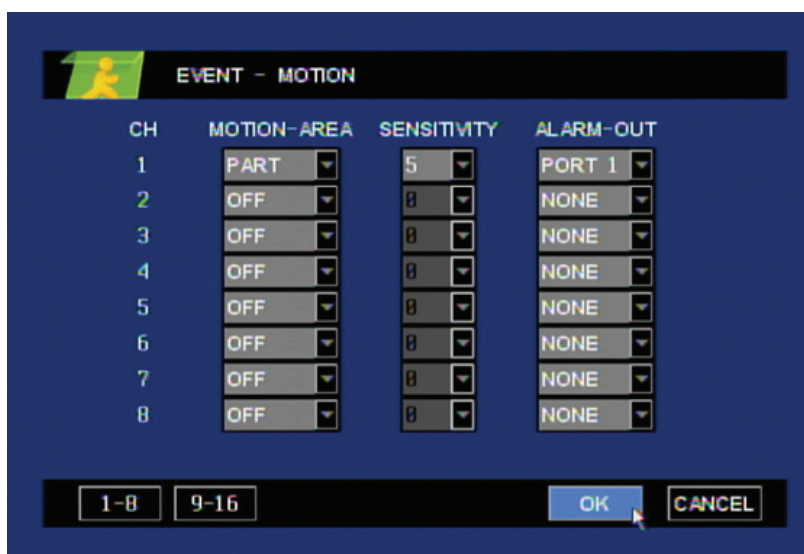 EVENT - MOTION
CH MOTION-AREA SENSITIVITY ALARM-OUT
1 PART 5 PORT 1
2 OFF 0 NONE
3 OFF 0 NONE
4 OFF 0 NONE
5 OFF 0 NONE
6 OFF 0 NONE
7 OFF 0 NONE
8 OFF 0 NONE
1-8 9-16 OK CANCEL